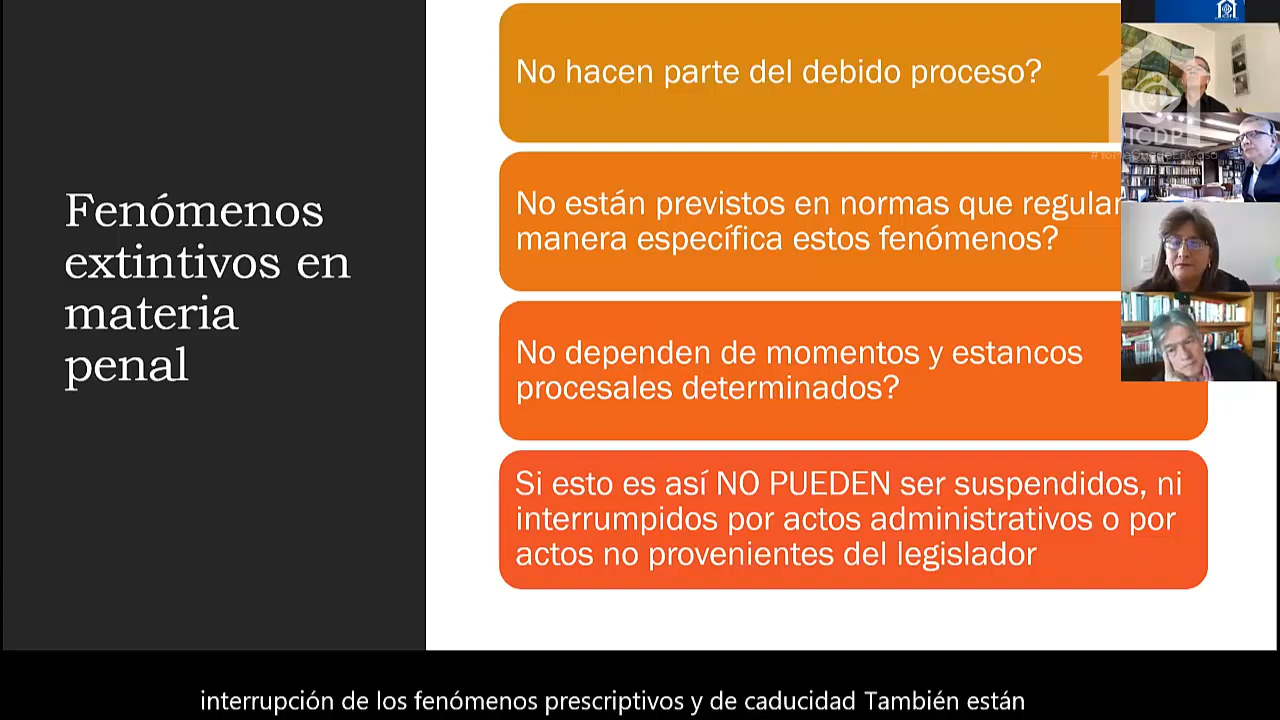 Fenómenos
extintivos en
materia
penal
No hacen parte del debido proceso?
No están previstos en normas que regular
manera específica estos fenómenos?
No dependen de momentos y estancos
procesales determinados?
Si esto es así NO PUEDEN ser suspendidos, ni
interrumpidos por actos administrativos o por
actos no provenientes del legislador
ICDP
interrupción de los fenómenos prescriptivos y de caducidad También están